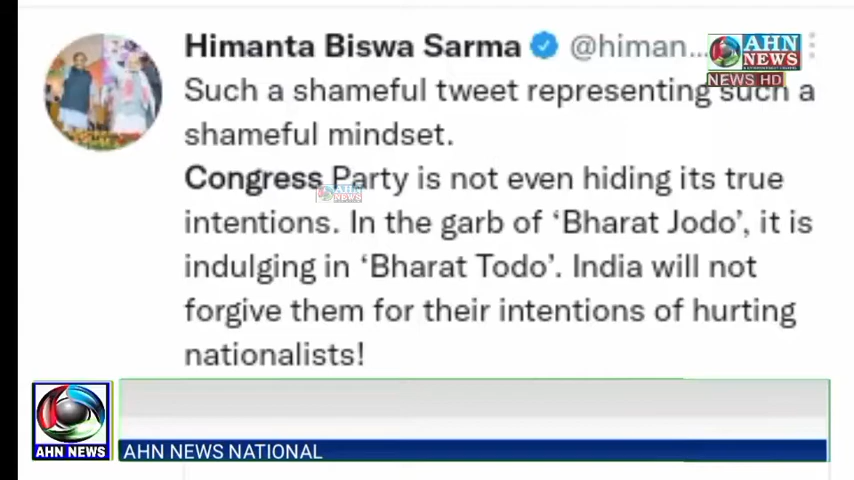 Himanta Biswa Sarma @himan...
Such a shameful tweet representing such a
shameful mindset.
Congress Party is not even hiding its true
intentions. In the garb of ‘Bharat Jodo’, it is
indulging in ‘Bharat Todo’. India will not
forgive them for their intentions of hurting
nationalists!
AHN
NEWS
NEWS HD
AHN
NEWS
AHN NEWS
AHN NEWS NATIONAL